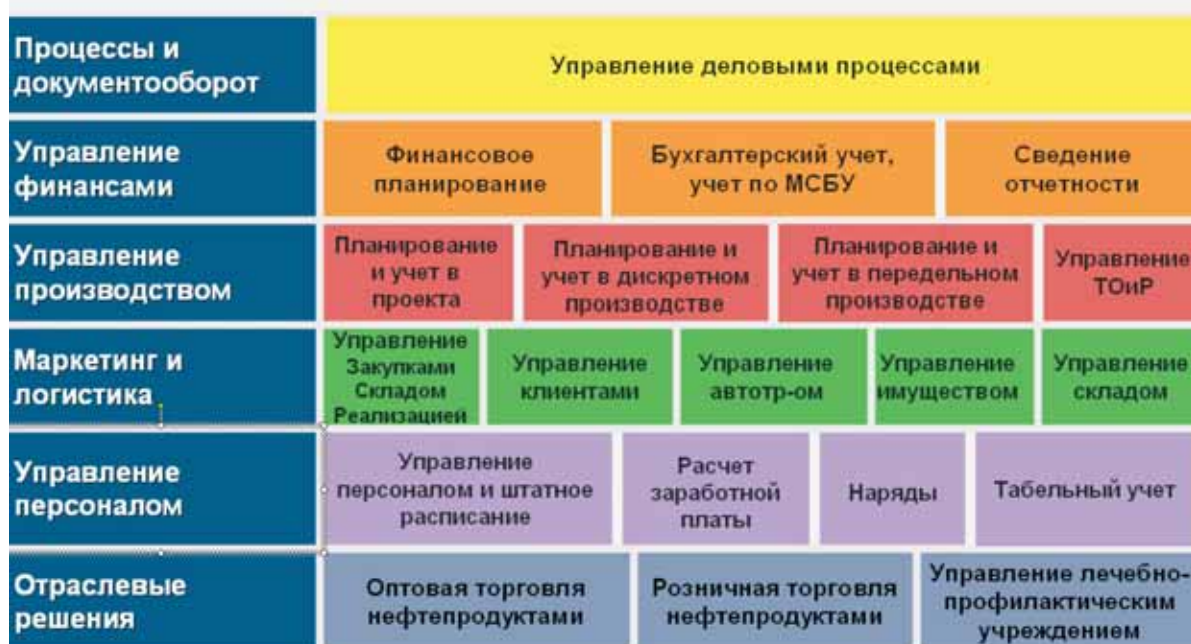 Процессы и
документооборот
Управление деловыми процессами
Управление
финансами
Финансовое
планирование
Бухгалтерский учет,
учет по МСБУ
Сведение
отчетности
Управление
производством
Планирование
и учет в
проекта
Планирование и
учет в дискретном
производстве
Планирование и
учет в передельном
производстве
Управление
ТОиР
Маркетинг и
логистика
Управление
Закупками
Складом
Реализацией
Управление
клиентами
Управление
автотр-ом
Управление
имуществом
Управление
складом
Управление
персоналом
Управление
персоналом и штатное
расписание
Расчет
заработной
платы
Наряды
Табельный учет
Отраслевые
решения
Оптовая торговля
нефтепродуктами
Розничная торговля
нефтепродуктами
Управление лечебно-
профилактическим
учреждением